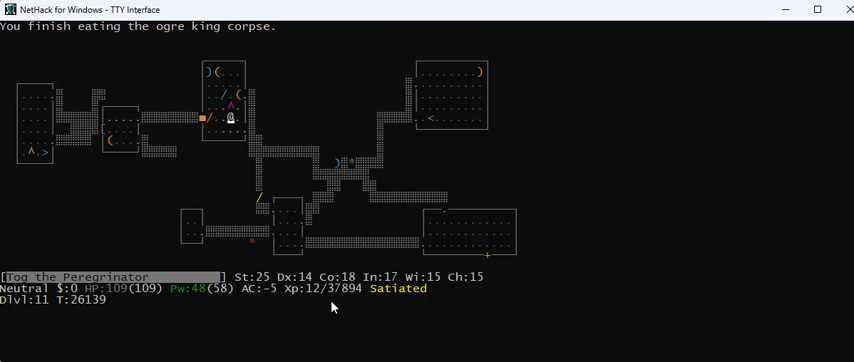 NetHack for Windows - TTY Interface
You finish eating the ogre king corpse.
[Tog the Peregrinator ] St:25 Dx:14 Co:18 In:17 Wi:15 Ch:15
Neutral $:0 HP:109(109) Pw:48(58) AC:-5 Xp:12/37894 Satiated
Dlvl:11 T:26139